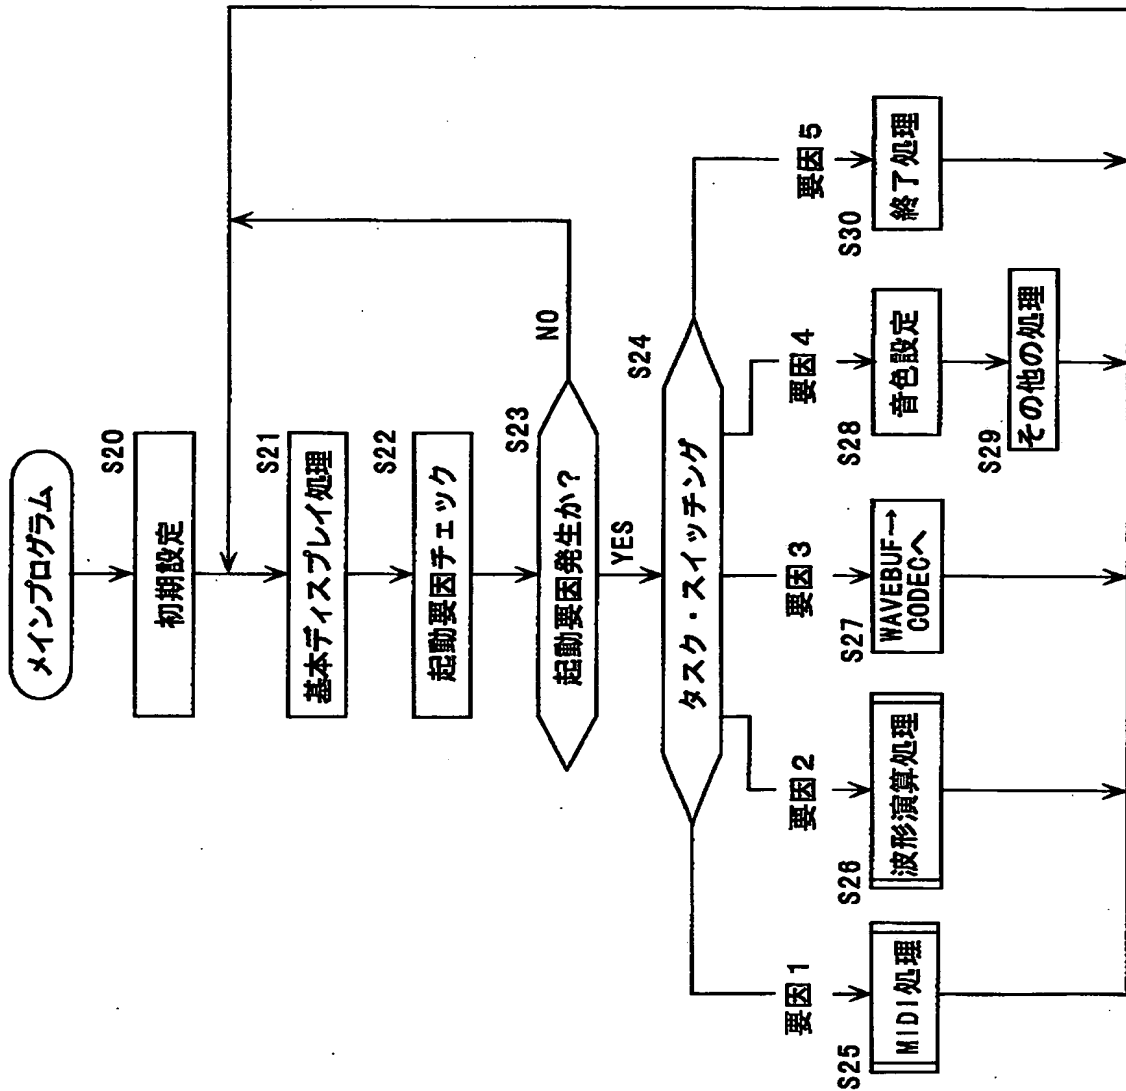 メインプログラム
S20
初期設定
S21
基本ディスプレイ処理
S22
起動要因チェック
S23
起動要因発生か?
NO
YES
S24
タスク・スイッチング
要因1
要因2
要因3
要因4
要因5
S25
MIDI処理
S26
波形演算処理
S27
WAVEBUF→
CODECへ
S28
音色設定
S29
その他の処理
S30
終了処理